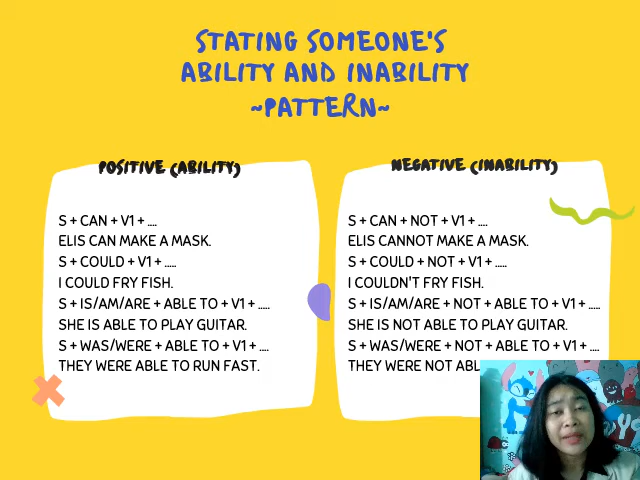 STATING SOMEONE'S
ABILITY AND INABILITY
~PATTERN~
POSITIVE (ABILITY)
S + CAN + V1 + ....
ELIS CAN MAKE A MASK.
S + COULD + V1 + .....
I COULD FRY FISH.
S + IS/AM/ARE + ABLE TO + V1 + .....
SHE IS ABLE TO PLAY GUITAR.
S + WAS/WERE + ABLE TO + V1 + ....
THEY WERE ABLE TO RUN FAST.
NEGATIVE (INABILITY)
S + CAN + NOT + V1 + ....
ELIS CANNOT MAKE A MASK.
S + COULD + NOT + V1 + .....
I COULDN'T FRY FISH.
S + IS/AM/ARE + NOT + ABLE TO + V1 + .....
SHE IS NOT ABLE TO PLAY GUITAR.
S + WAS/WERE + NOT + ABLE TO + V1 + ....
THEY WERE NOT ABL